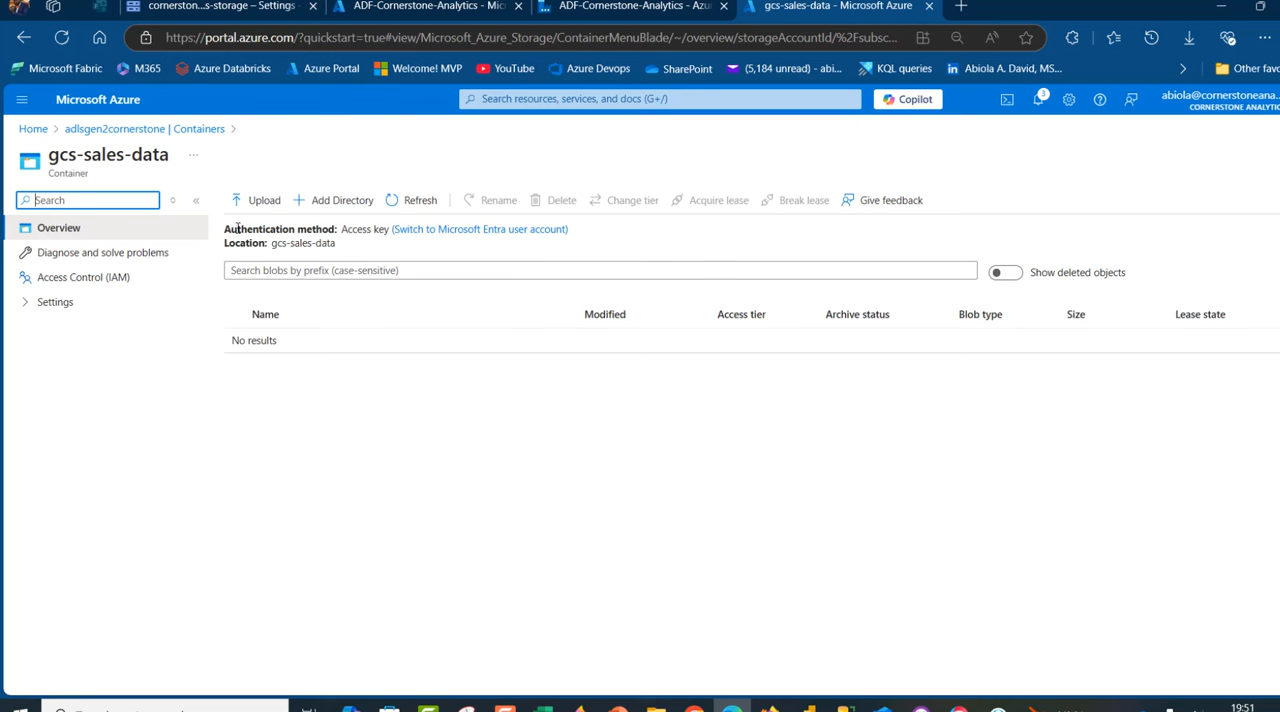 cornerston...s-storage – Settings - ADF-Cornerstone-Analytics - Mic ADF-Cornerstone-Analytics - Azur gcs-sales-data - Microsoft Azure
https://portal.azure.com/?quickstart=true#view/Microsoft_Azure_Storage/ContainerMenuBlade/~/overview/storageAccountId/%2Fsubsc...
Microsoft Fabric M365 Azure Databricks Azure Portal Welcome! MVP YouTube Azure Devops SharePoint (5,184 unread) - abi... KQL queries Abiola A. David, MS... Other favo
Microsoft Azure Search resources, services, and docs (G+/) Copilot 3 abiola@cornerstoneana...
CORNERSTONE ANALYTIC
Home > adlsgen2cornerstone | Containers >
gcs-sales-data ...
Container
Search Upload Add Directory Refresh Rename Delete Change tier Acquire lease Break lease Give feedback
Overview
Diagnose and solve problems
Access Control (IAM)
Settings
Authentication method: Access key (Switch to Microsoft Entra user account)
Location: gcs-sales-data
Search blobs by prefix (case-sensitive) Show deleted objects
Name Modified Access tier Archive status Blob type Size Lease state
No results
19:51